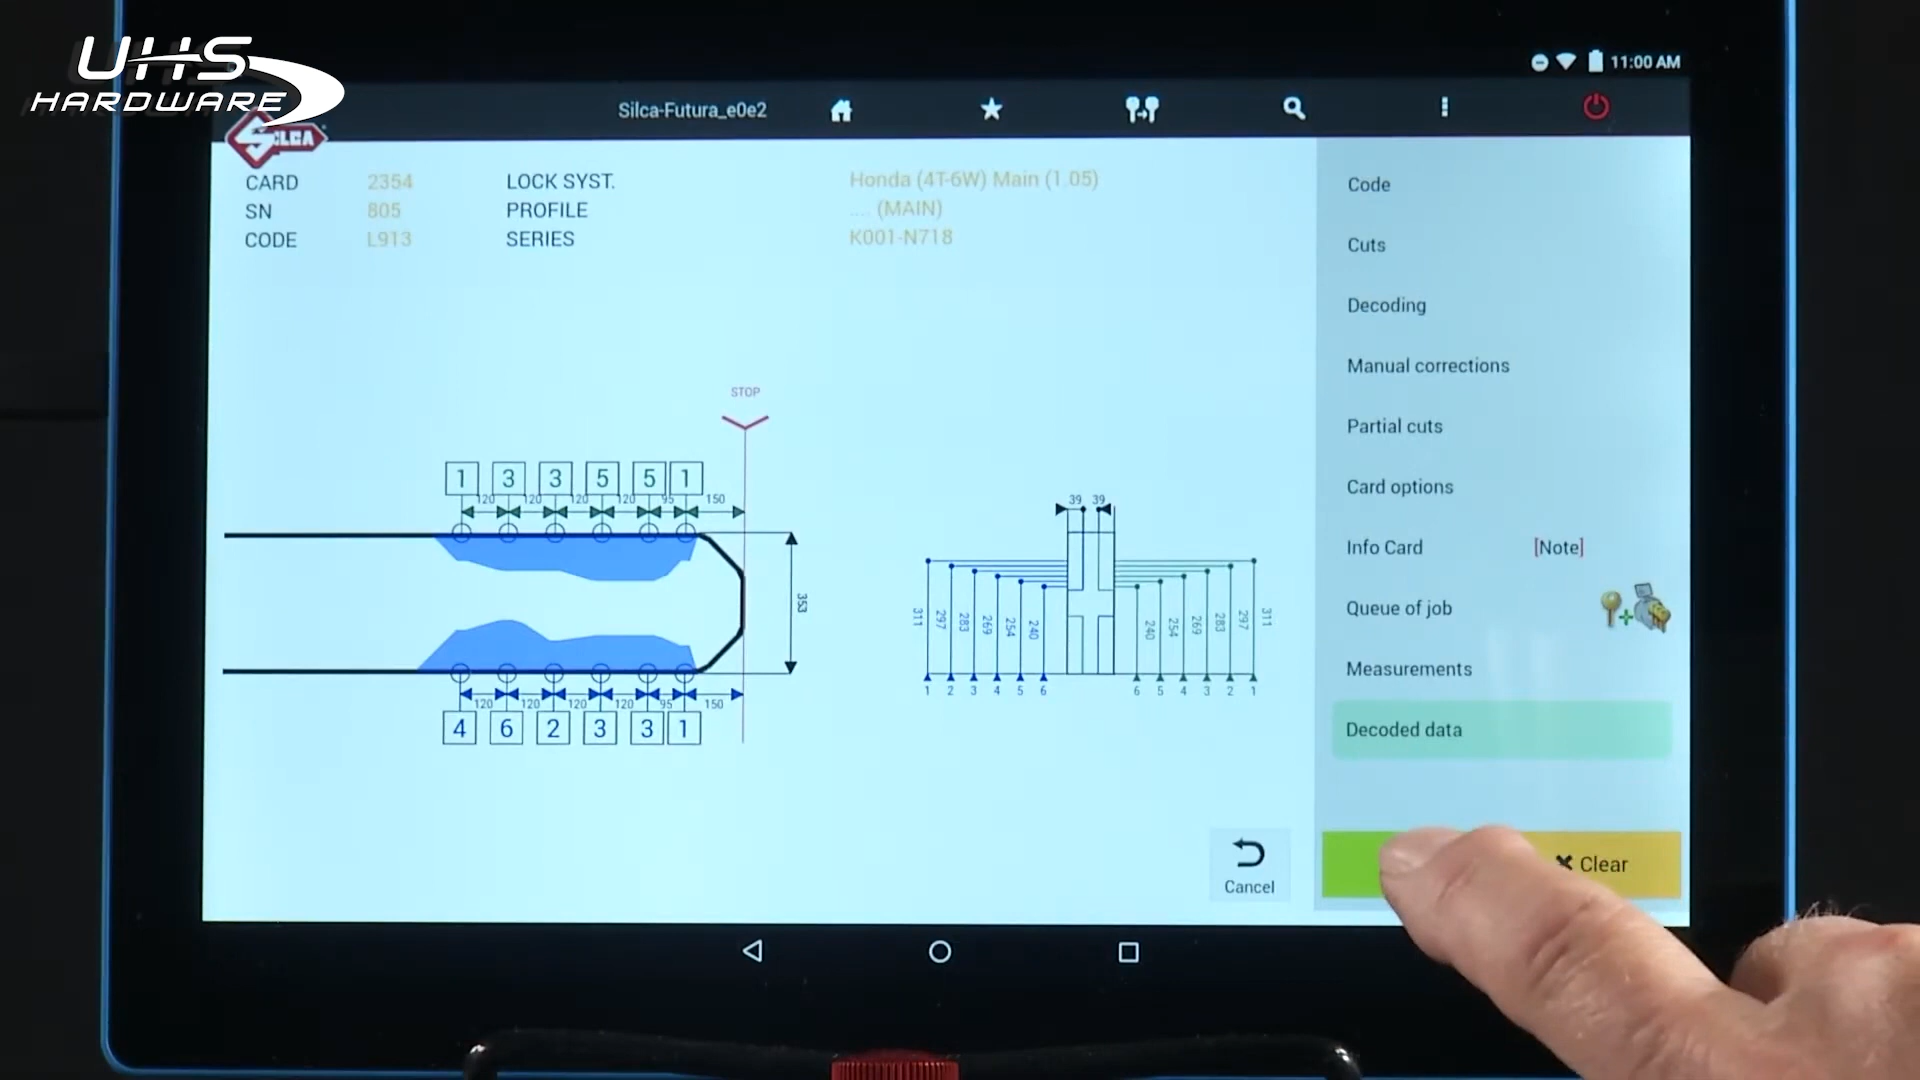 UHS
HARDWARE
11:00 AM
Silca-Futura_e0e2
SILCA
CARD 2354 LOCK SYST. Honda (4T-6W) Main (1.05)
SN 805 PROFILE .... (MAIN)
CODE L913 SERIES K001-N718
Code
Cuts
Decoding
Manual corrections
Partial cuts
Card options
Info Card [Note]
Queue of job
Measurements
Decoded data
STOP
1 3 3 5 5 1
120 120 120 120 95 150
353
120 120 120 120 95 150
4 6 2 3 3 1
39 39
311 297 283 269 254 240 240 254 269 283 297 311
1 2 3 4 5 6 6 5 4 3 2 1
Cancel
Clear